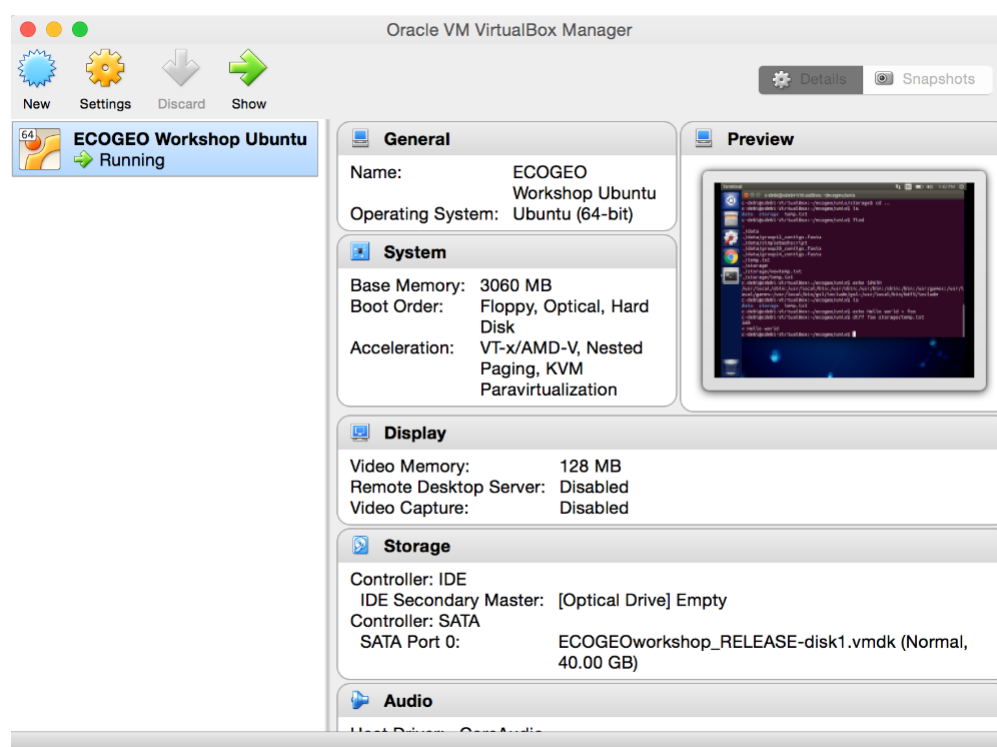 Oracle VM VirtualBox Manager
New Settings Discard Show
Details Snapshots
64
ECOGEO Workshop Ubuntu
Running
General
Name: ECOGEO
Workshop Ubuntu
Operating System: Ubuntu (64-bit)
System
Base Memory: 3060 MB
Boot Order: Floppy, Optical, Hard
Disk
Acceleration: VT-x/AMD-V, Nested
Paging, KVM
Paravirtualization
Preview
Display
Video Memory: 128 MB
Remote Desktop Server: Disabled
Video Capture: Disabled
Storage
Controller: IDE
IDE Secondary Master: [Optical Drive] Empty
Controller: SATA
SATA Port 0: ECOGEOworkshop_RELEASE-disk1.vmdk (Normal,
40.00 GB)
Audio
Host Driver: CoreAudio